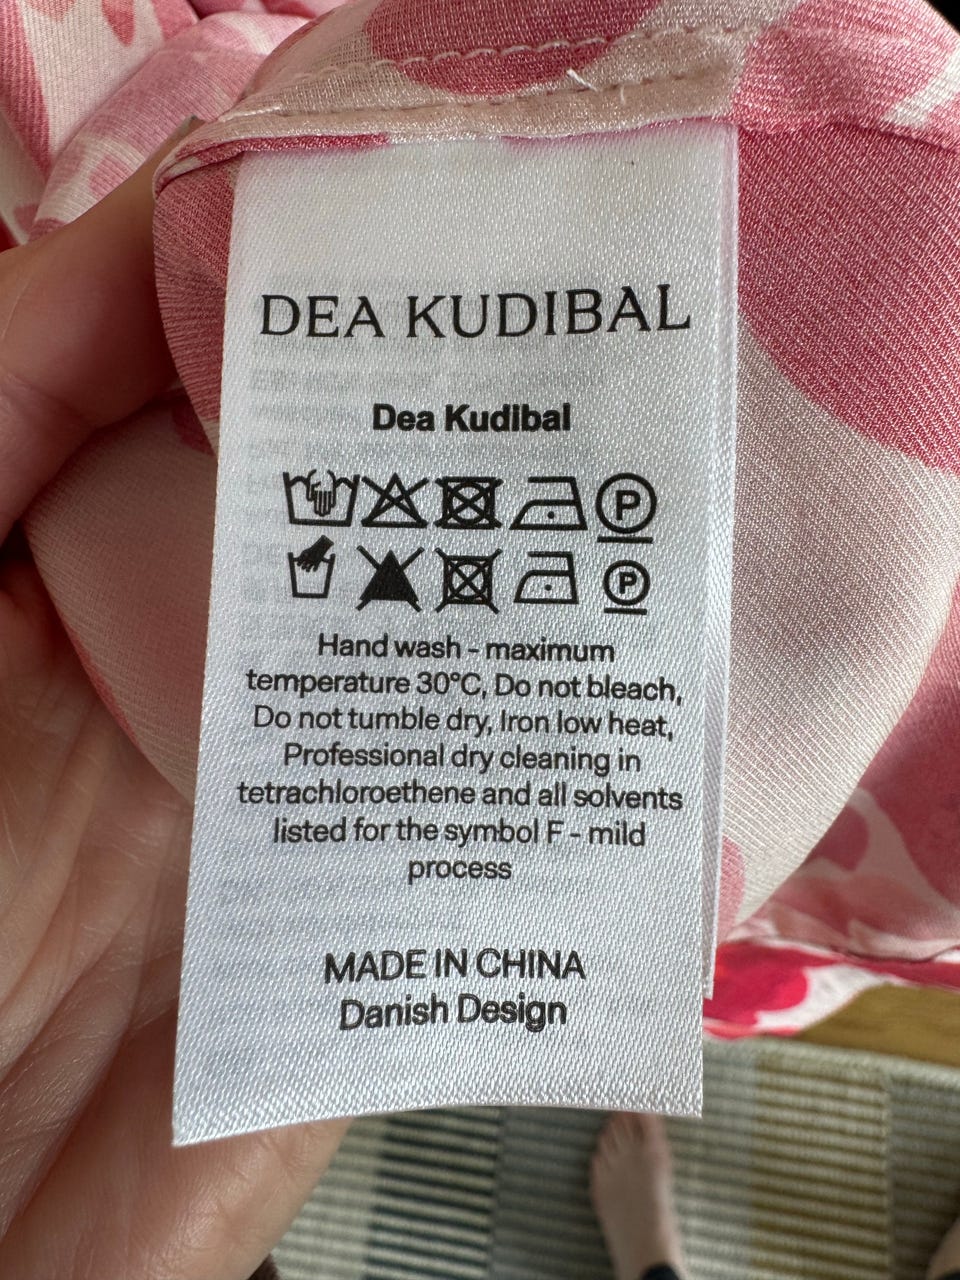 DEA KUDIBAL
Dea Kudibal
P
P
Hand wash - maximum
temperature 30°C, Do not bleach,
Do not tumble dry, Iron low heat,
Professional dry cleaning in
tetrachloroethene and all solvents
listed for the symbol F - mild
process
MADE IN CHINA
Danish Design